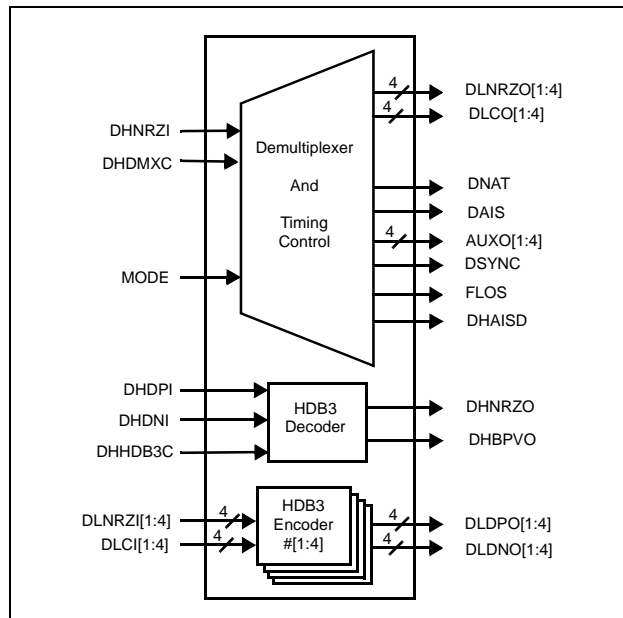 DHNRZI
DHDMXC
MODE
Demultiplexer
And
Timing
Control
4
DLNRZO[1:4]
4
DLCO[1:4]
DNAT
DAIS
4
AUXO[1:4]
DSYNC
FLOS
DHAISD
DHDPI
DHDNI
DHHDB3C
HDB3
Decoder
DHNRZO
DHBPVO
DLNRZI[1:4]
4
DLCI[1:4]
4
HDB3
Encoder
#[1:4]
4
DLDPO[1:4]
4
DLDNO[1:4]